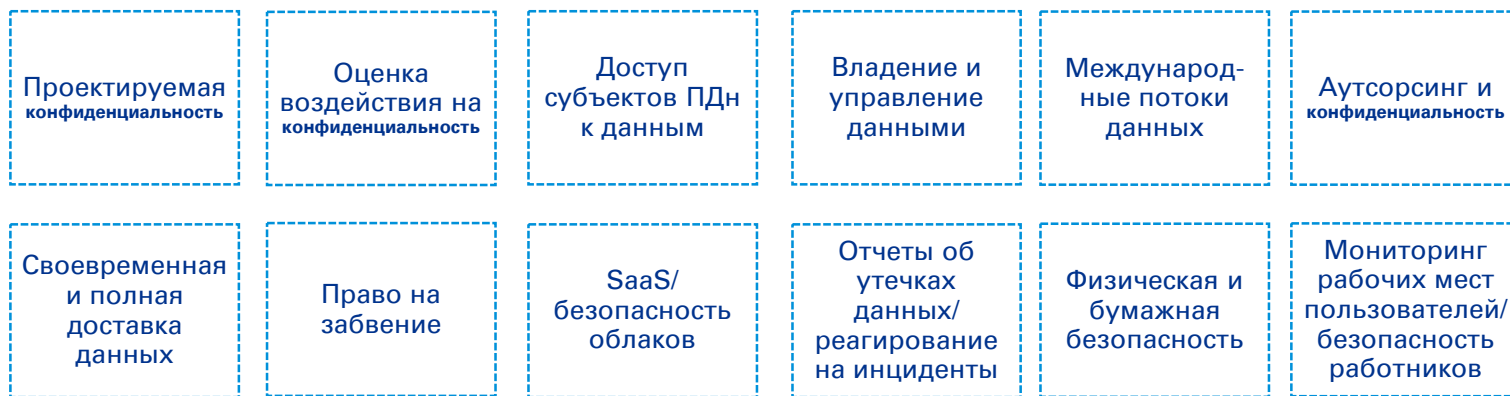 Проектируемая
конфиденциальность
Оценка
воздействия на
конфиденциальность
Доступ
субъектов ПДн
к данным
Владение и
управление
данными
Международ-
ные потоки
данных
Аутсорсинг и
конфиденциальность
Своевременная
и полная
доставка
данных
Право на
забвение
SaaS/
безопасность
облаков
Отчеты об
утечках
данных/
реагирование
на инциденты
Физическая и
бумажная
безопасность
Мониторинг
рабочих мест
пользователей/
безопасность
работников